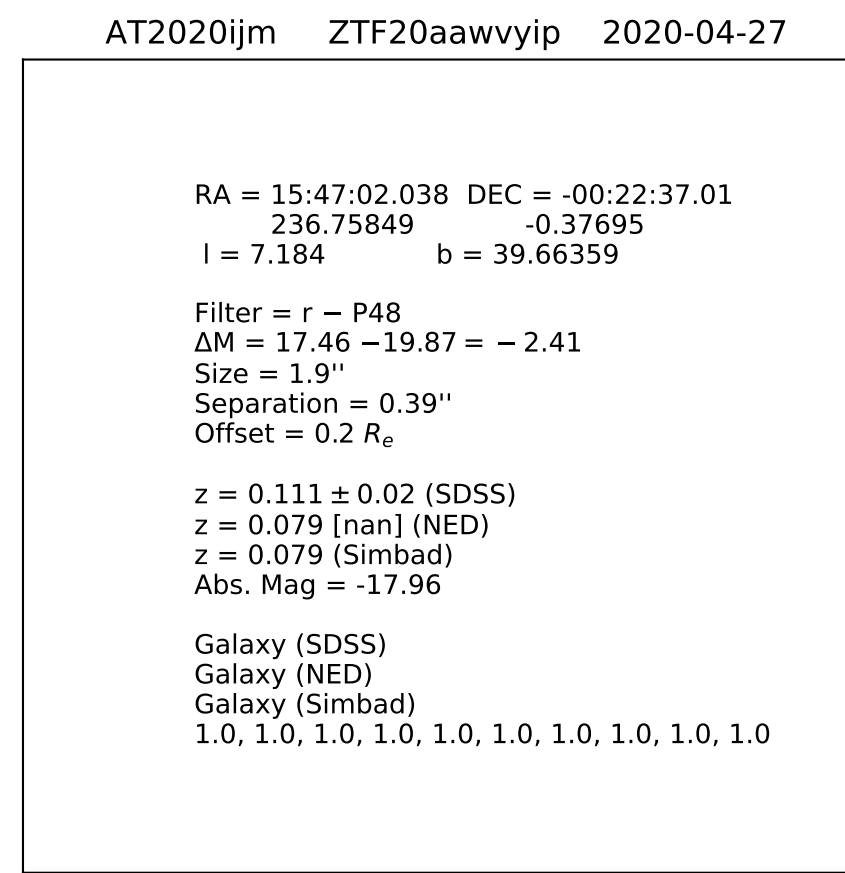 AT2020ijm ZTF20aawvyip 2020-04-27
RA = 15:47:02.038 DEC = -00:22:37.01
236.75849 -0.37695
l = 7.184 b = 39.66359
Filter = r − P48
ΔM = 17.46 −19.87 = − 2.41
Size = 1.9''
Separation = 0.39''
Offset = 0.2 Re
z = 0.111 ± 0.02 (SDSS)
z = 0.079 [nan] (NED)
z = 0.079 (Simbad)
Abs. Mag = -17.96
Galaxy (SDSS)
Galaxy (NED)
Galaxy (Simbad)
1.0, 1.0, 1.0, 1.0, 1.0, 1.0, 1.0, 1.0, 1.0, 1.0